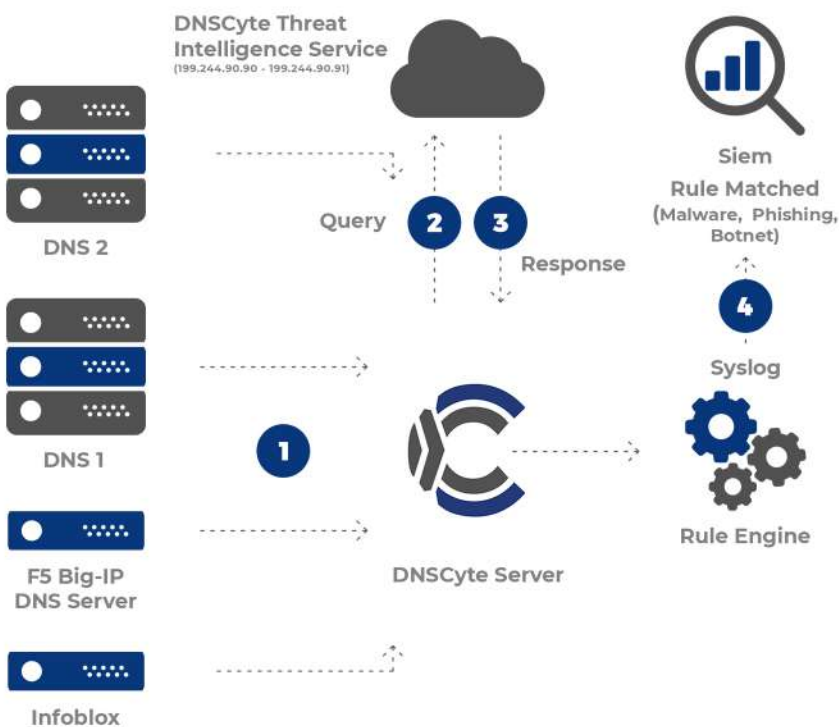 DNSCyte Threat
Intelligence Service
(199.244.90.90 - 199.244.90.91)
Siem
Rule Matched
(Malware, Phishing,
Botnet)
DNS 2
Query
2
3
Response
4
Syslog
DNS 1
1
Rule Engine
F5 Big-IP
DNS Server
DNSCyte Server
Infoblox